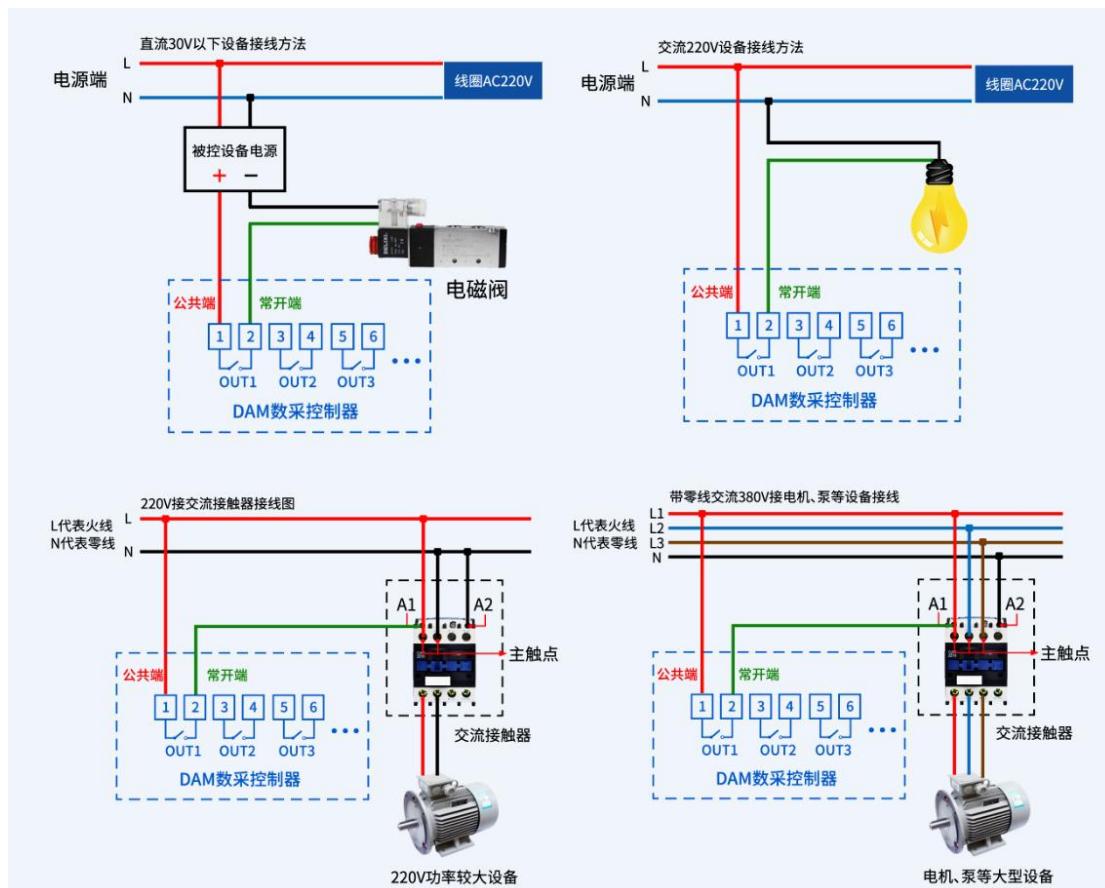 直流30V以下设备接线方法
L
电源端
N
线圈AC220V
被控设备电源
+ −
电磁阀
公共端
常开端
1 2 3 4 5 6
OUT1 OUT2 OUT3
DAM数采控制器
交流220V设备接线方法
L
电源端
N
线圈AC220V
公共端
常开端
1 2 3 4 5 6
OUT1 OUT2 OUT3
DAM数采控制器
220V接交流接触器接线图
L代表火线 L
N代表零线 N
A1 A2
主触点
公共端
常开端
1 2 3 4 5 6
OUT1 OUT2 OUT3
交流接触器
DAM数采控制器
220V功率较大设备
带零线交流380V接电机、泵等设备接线
L1
L代表火线 L2
N代表零线 L3
N
A1 A2
主触点
公共端
常开端
1 2 3 4 5 6
OUT1 OUT2 OUT3
交流接触器
DAM数采控制器
电机、泵等大型设备